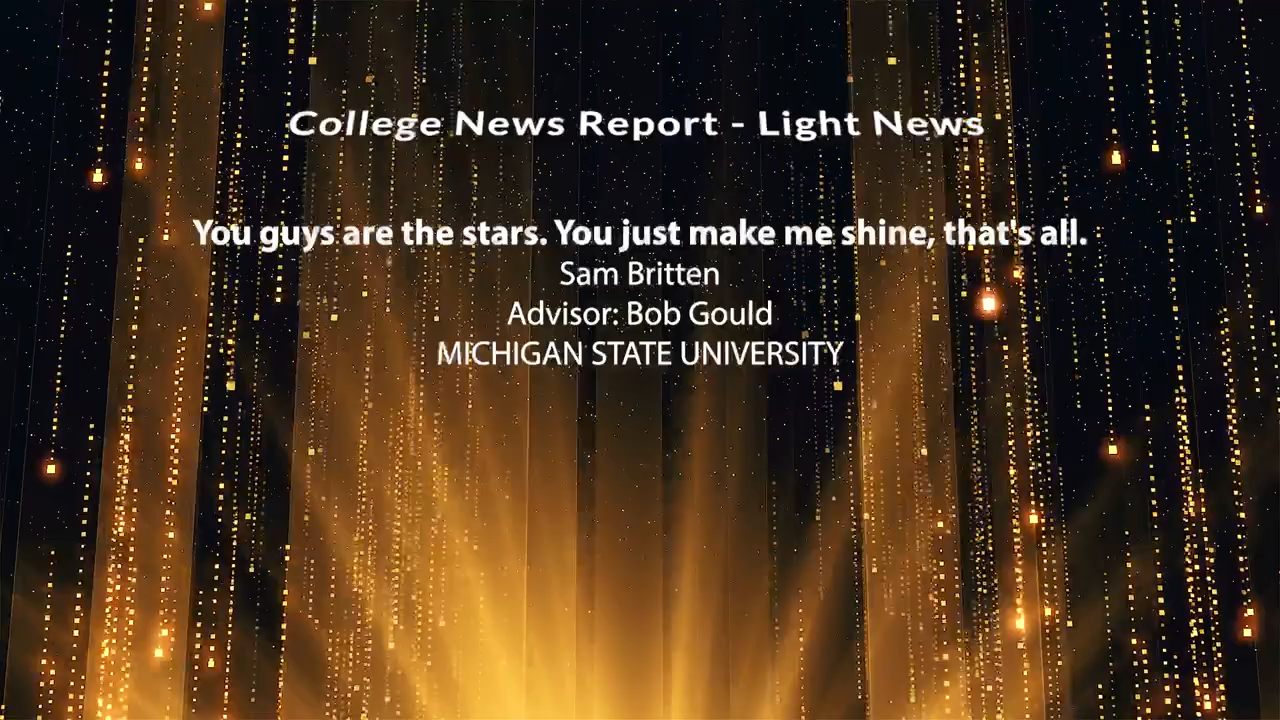 College News Report - Light News
You guys are the stars. You just make me shine, that's all.
Sam Britten
Advisor: Bob Gould
MICHIGAN STATE UNIVERSITY